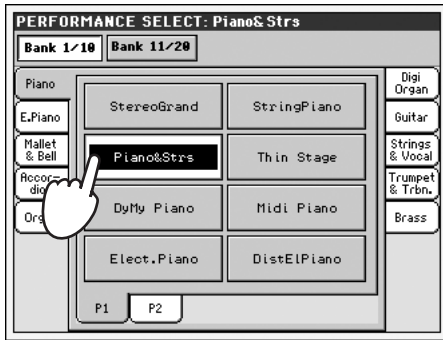 PERFORMANCE SELECT: Piano&Strs
Bank 1/10 Bank 11/20
Piano
E.Piano
Mallet
& Bell
Accor-
StereoGrand StringPiano
Piano&Strs Thin Stage
DyMy Piano Midi Piano
Elect.Piano DistElPiano
Digi
Organ
Guitar
Strings
& Vocal
Trumpet
& Trbn.
Brass
P1 P2